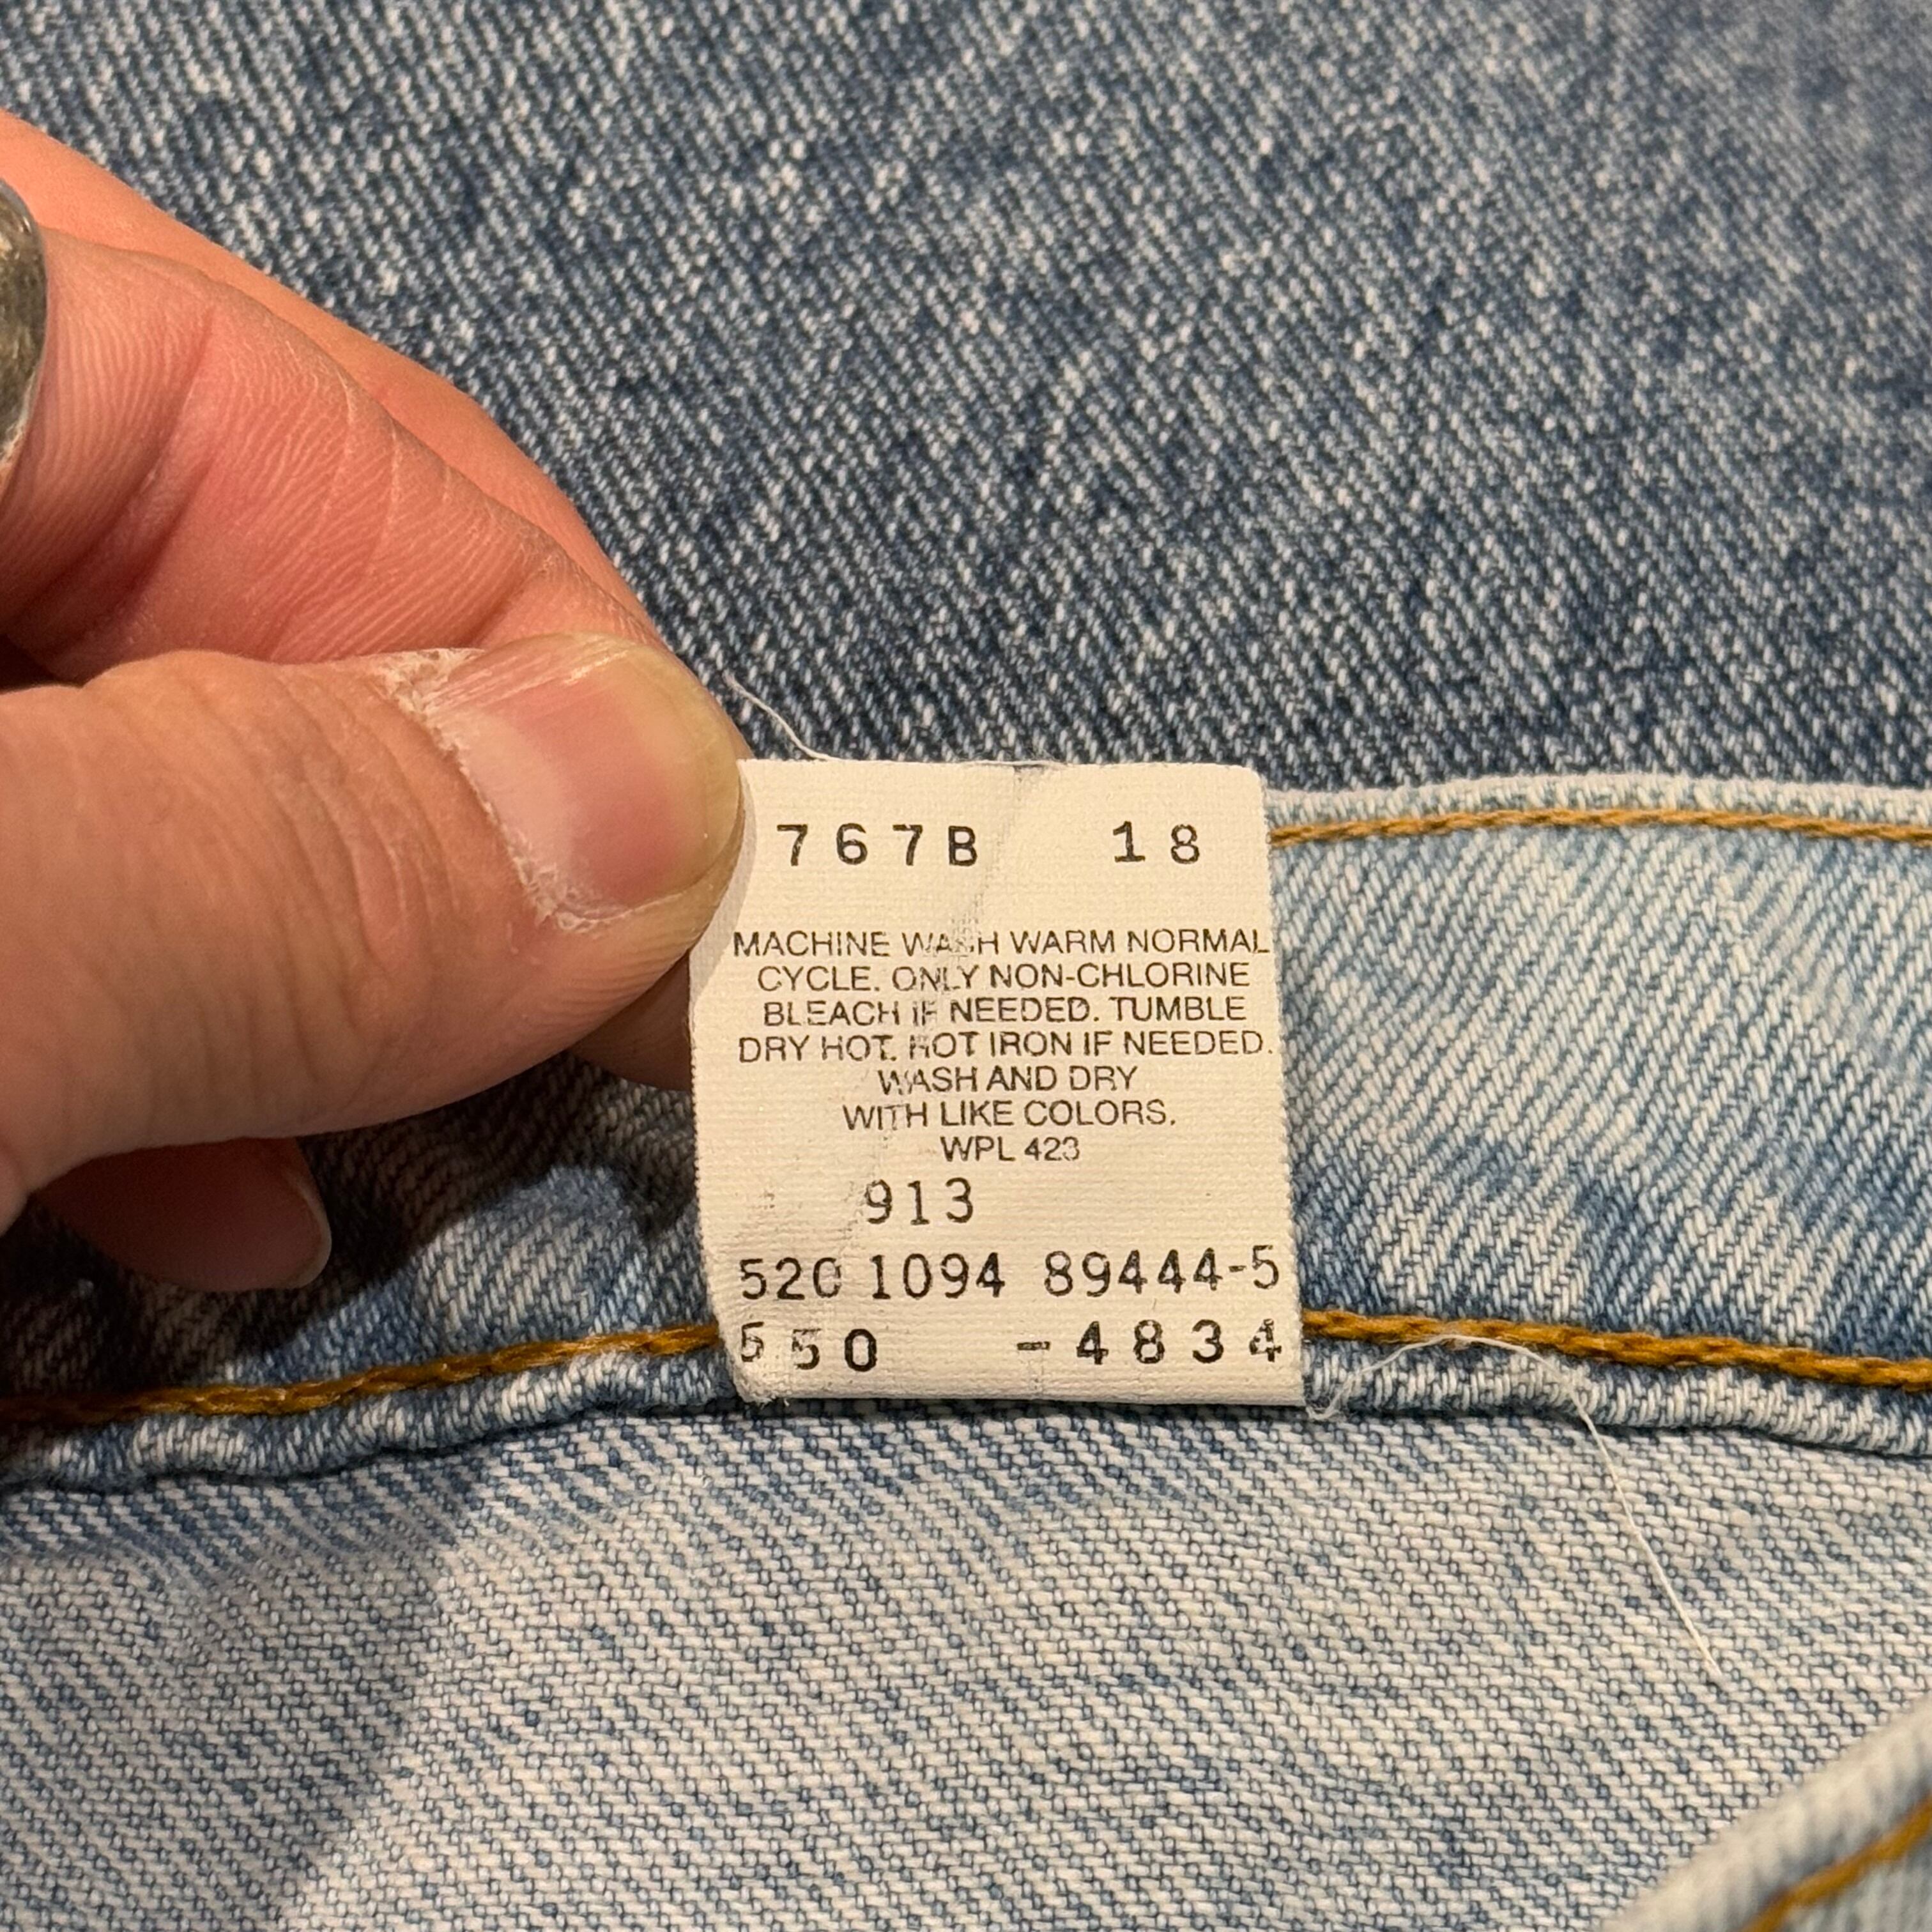 767B 18
MACHINE WASH WARM NORMAL
CYCLE. ONLY NON-CHLORINE
BLEACH IF NEEDED. TUMBLE
DRY HOT. HOT IRON IF NEEDED.
WASH AND DRY
WITH LIKE COLORS.
WPL 423
913
520 1094 89444-5
550 -4834